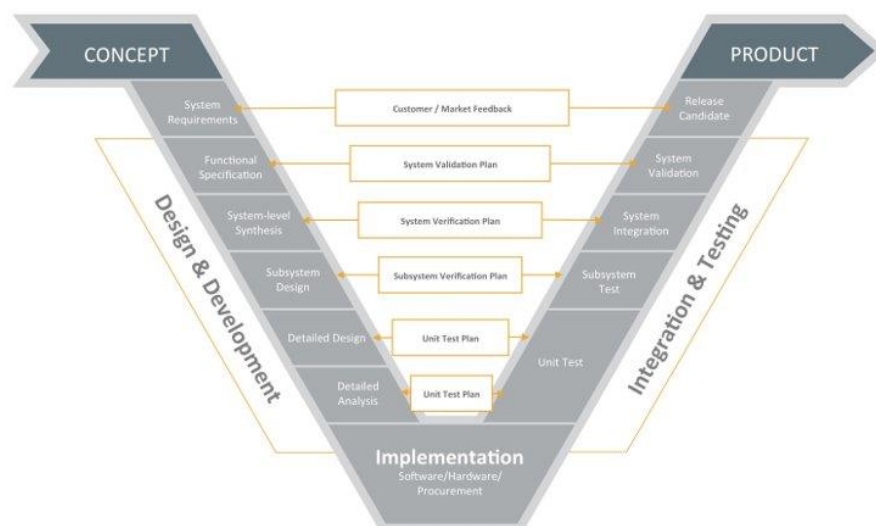 CONCEPT
PRODUCT
System
Requirements
Customer / Market Feedback
Release
Candidate
Functional
Specification
System Validation Plan
System
Validation
System-level
Synthesis
System Verification Plan
System
Integration
Subsystem
Design
Subsystem Verification Plan
Subsystem
Test
Detailed Design
Unit Test Plan
Unit Test
Detailed
Analysis
Unit Test Plan
Design & Development
Integration & Testing
Implementation
Software/Hardware/
Procurement